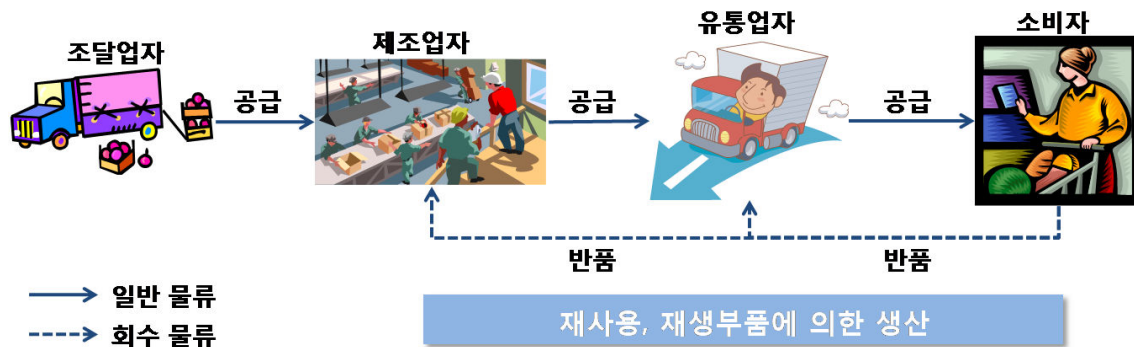 조달업자
제조업자
유통업자
소비자
공급
공급
공급
반품
반품
일반 물류
회수 물류
재사용, 재생부품에 의한 생산